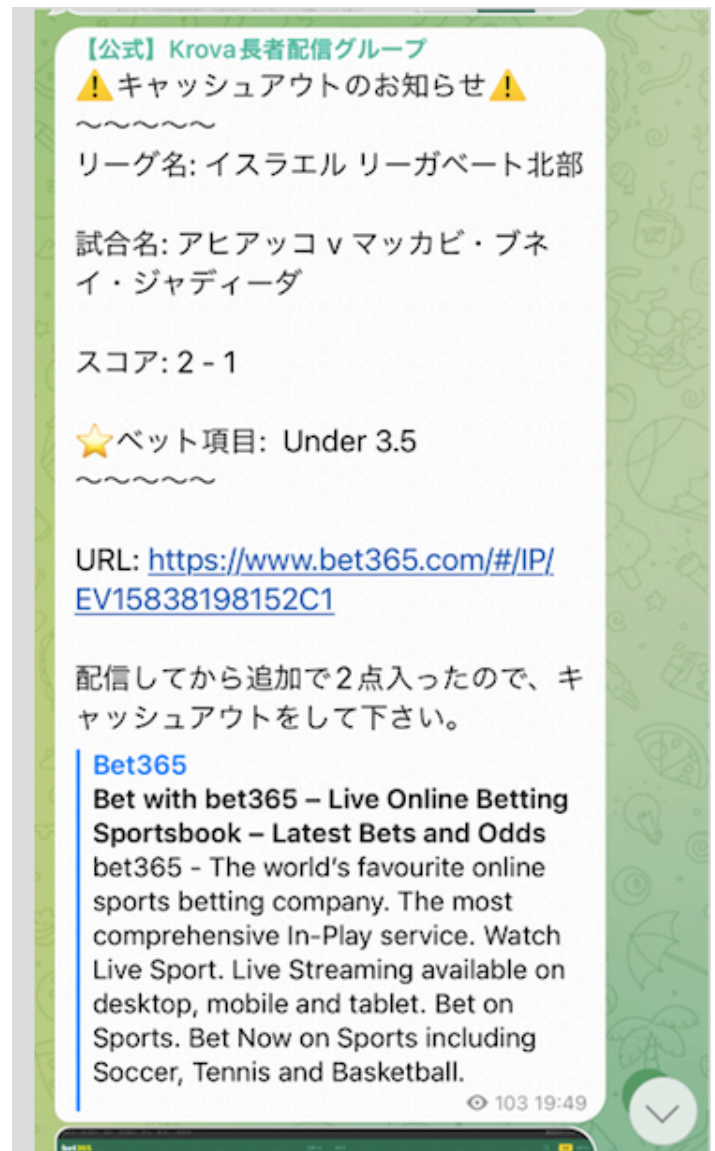 【公式】Krova長者配信グループ
⚠️キャッシュアウトのお知らせ⚠️
〜〜〜〜〜
リーグ名: イスラエル リーガベート北部
試合名: アヒアッコ v マッカビ・ブネ
イ・ジャディーダ
スコア: 2 - 1
⭐️ベット項目: Under 3.5
〜〜〜〜〜
URL: https://www.bet365.com/#/IP/
EV15838198152C1
配信してから追加で2点入ったので、キ
ャッシュアウトをして下さい。
Bet365
Bet with bet365 – Live Online Betting
Sportsbook – Latest Bets and Odds
bet365 - The world's favourite online
sports betting company. The most
comprehensive In-Play service. Watch
Live Sport. Live Streaming available on
desktop, mobile and tablet. Bet on
Sports. Bet Now on Sports including
Soccer, Tennis and Basketball.
103 19:49
bet365